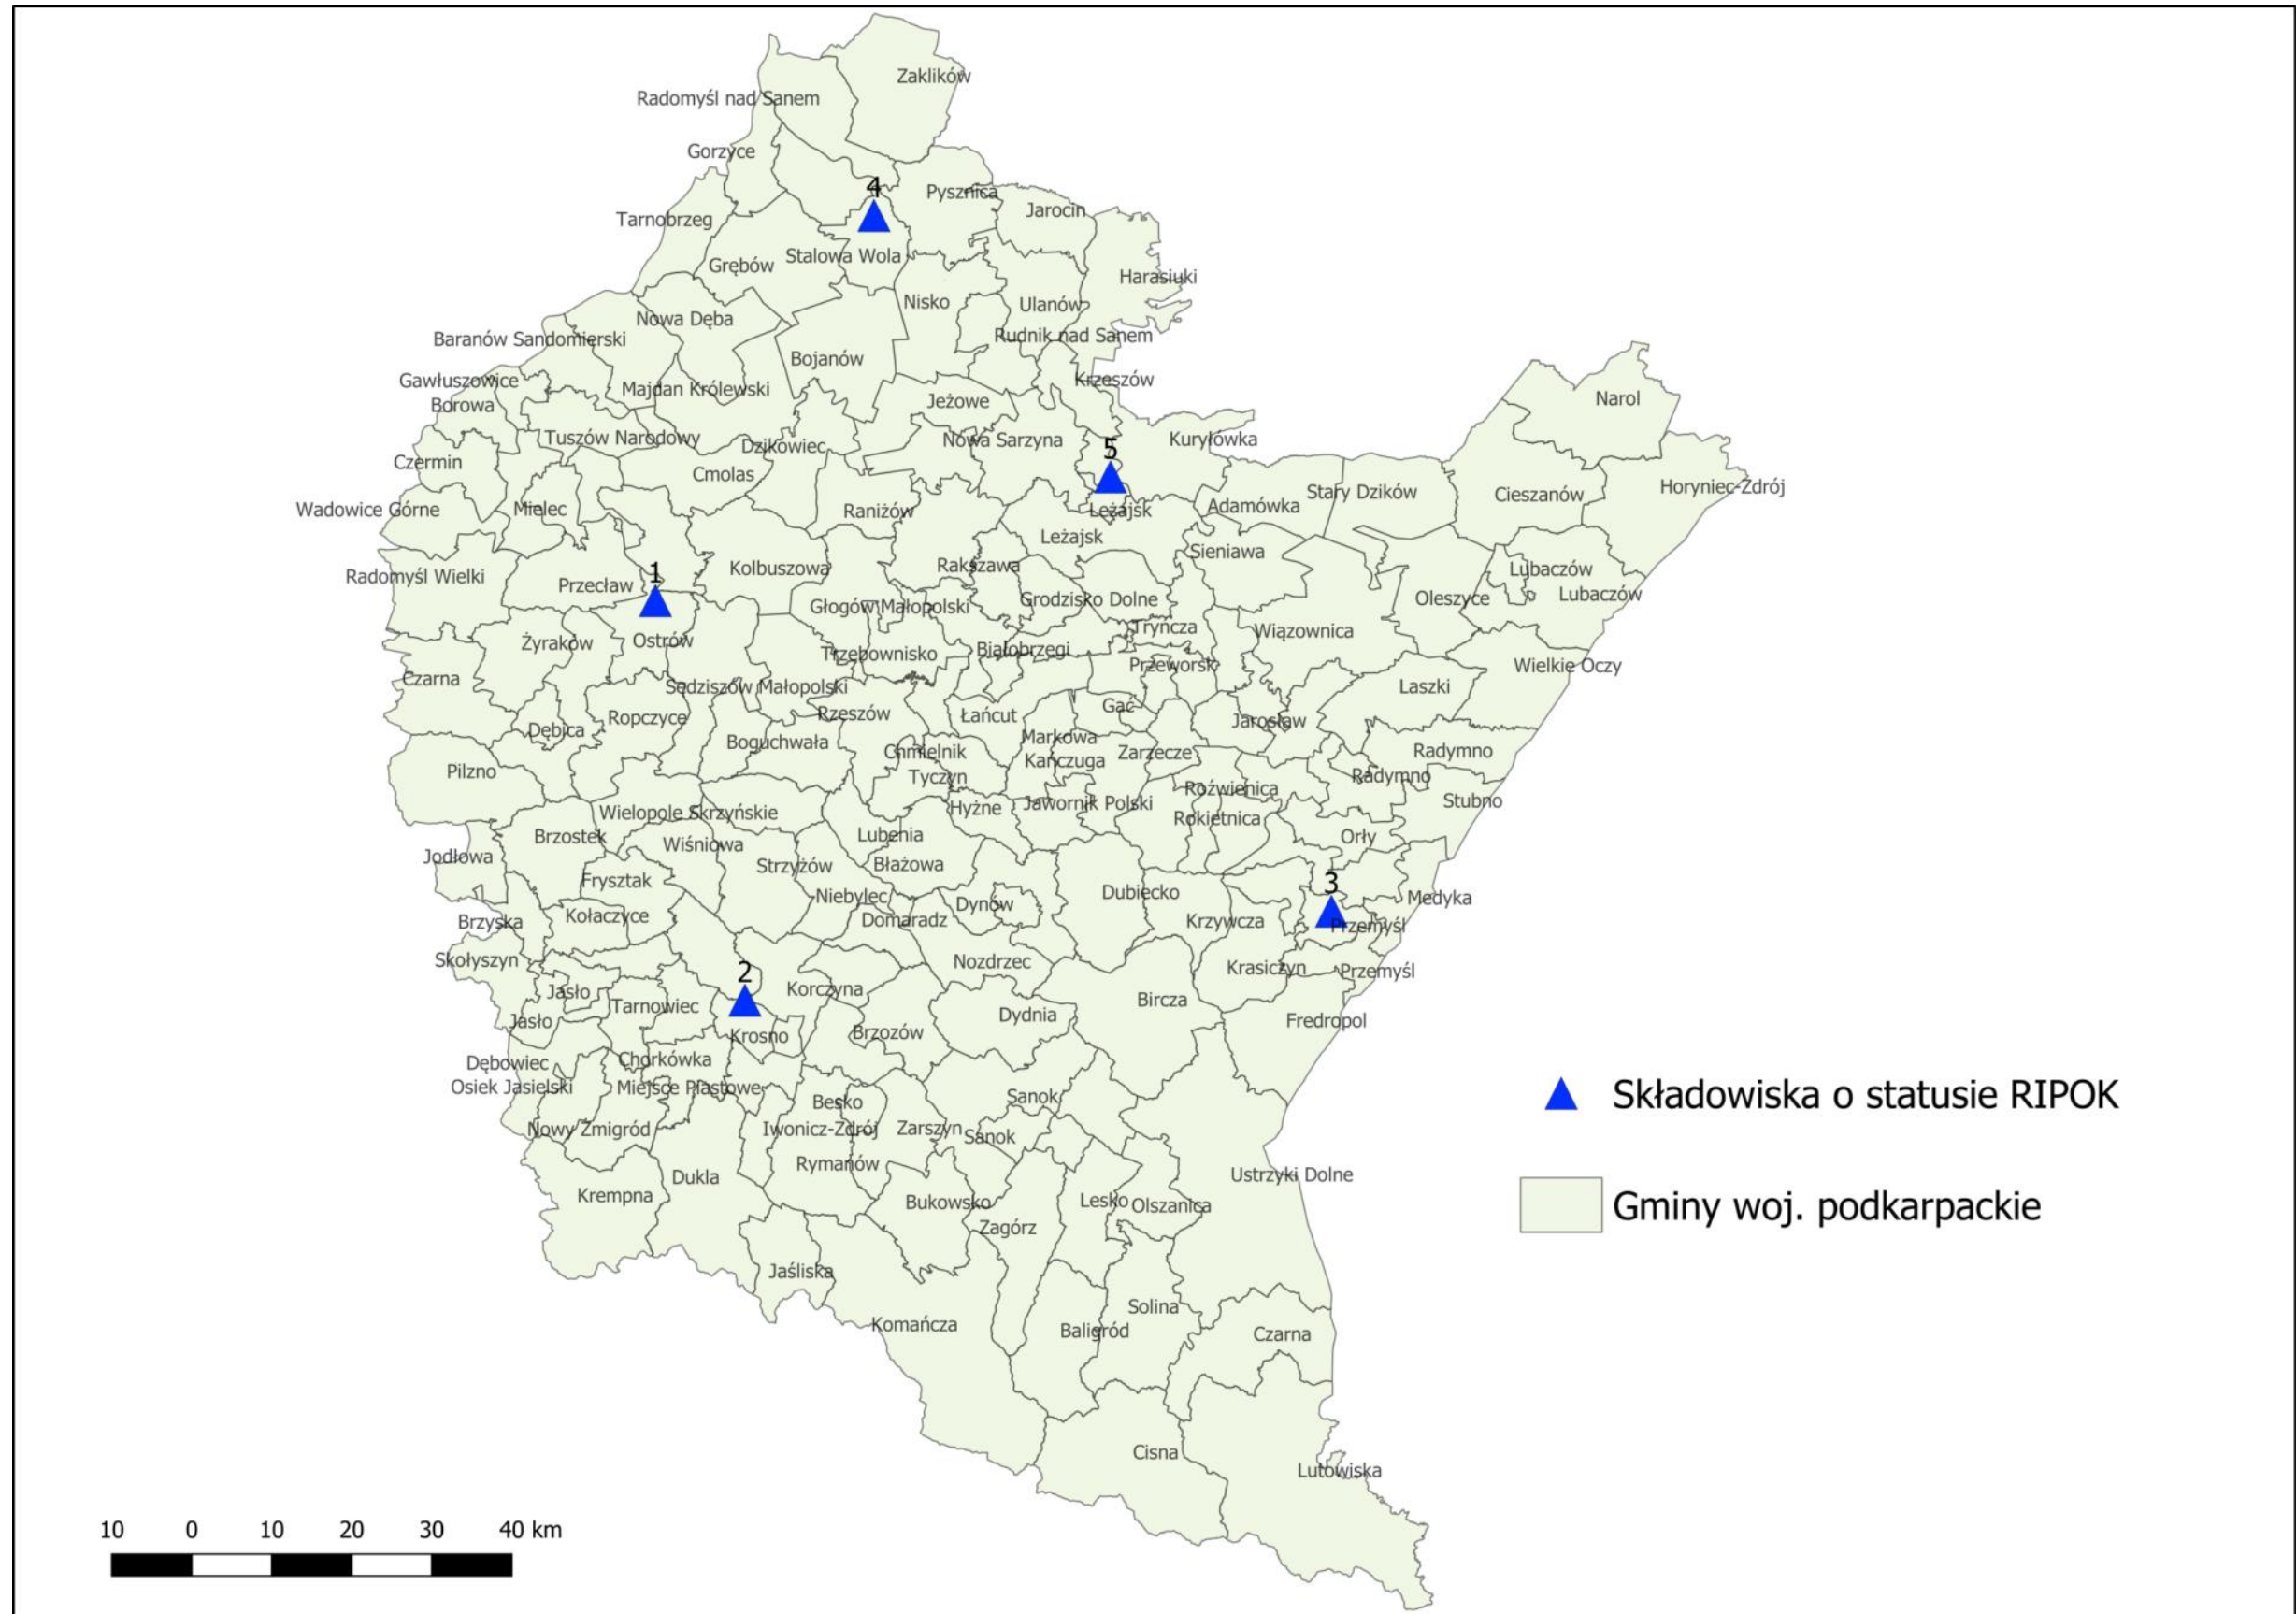 Zaklików
Radomyśl nad Sanem
Gorzyce
4
Pysznica
Jarocin
Tarnobrzeg
Stalowa Wola
Grębów
Harasiuki
Nisko
Ulanów
Nowa Dęba
Rudnik nad Sanem
Baranów Sandomierski
Bojanów
Gawłuszowice
Krzeszów
Majdan Królewski
Narol
Borowa
Jeżowe
Tuszów Narodowy
Nowa Sarzyna
Kuryłówka
Dzikowiec
5
Czermin
Cmolas
Horyniec-Zdrój
Stary Dzików
Cieszanów
Wadowice Górne
Mielec
Raniżów
Leżajsk
Adamówka
Leżajsk
Sieniawa
Radomyśl Wielki
Przecław
1
Kolbuszowa
Rakszawa
Lubaczów
Lubaczów
Głogów Małopolski
Grodzisko Dolne
Oleszyce
Żyraków
Ostrów
Tryńcza
Wiązownica
Trzebownisko
Białobrzegi
Przeworsk
Wielkie Oczy
Czarna
Sędziszów Małopolski
Laszki
Dębica
Ropczyce
Rzeszów
Łańcut
Gać
Jarosław
Boguchwała
Chmielnik
Markowa
Kańczuga
Zarzecze
Radymno
Pilzno
Tyczyn
Radymno
Wielopole Skrzyńskie
Hyżne
Jawornik Polski
Roźwienica
Stubno
Brzostek
Wiśniowa
Lubenia
Rokietnica
Orły
Jodłowa
Strzyżów
Błażowa
Frysztak
Niebylec
Dynów
Dubiecko
3
Medyka
Brzyska
Kołaczyce
Domaradz
Krzywcza
Przemyśl
Skołyszyn
2
Nozdrzec
Krasiczyn
Przemyśl
Jasło
Tarnowiec
Korczyna
Bircza
Jasło
Krosno
Brzozów
Dydnia
Fredropol
Dębowiec
Chorkówka
Osiek Jasielski
Miejsce Piastowe
Besko
Sanok
Nowy Żmigród
Iwonicz-Zdrój
Zarszyn
Sanok
Rymanów
Krempna
Dukla
Bukowsko
Lesko
Olszanica
Ustrzyki Dolne
Zagórz
Jaśliska
Solina
Komańcza
Baligród
Czarna
Cisna
Lutowiska
Składowiska o statusie RIPOK
Gminy woj. podkarpackie
10 0 10 20 30 40 km